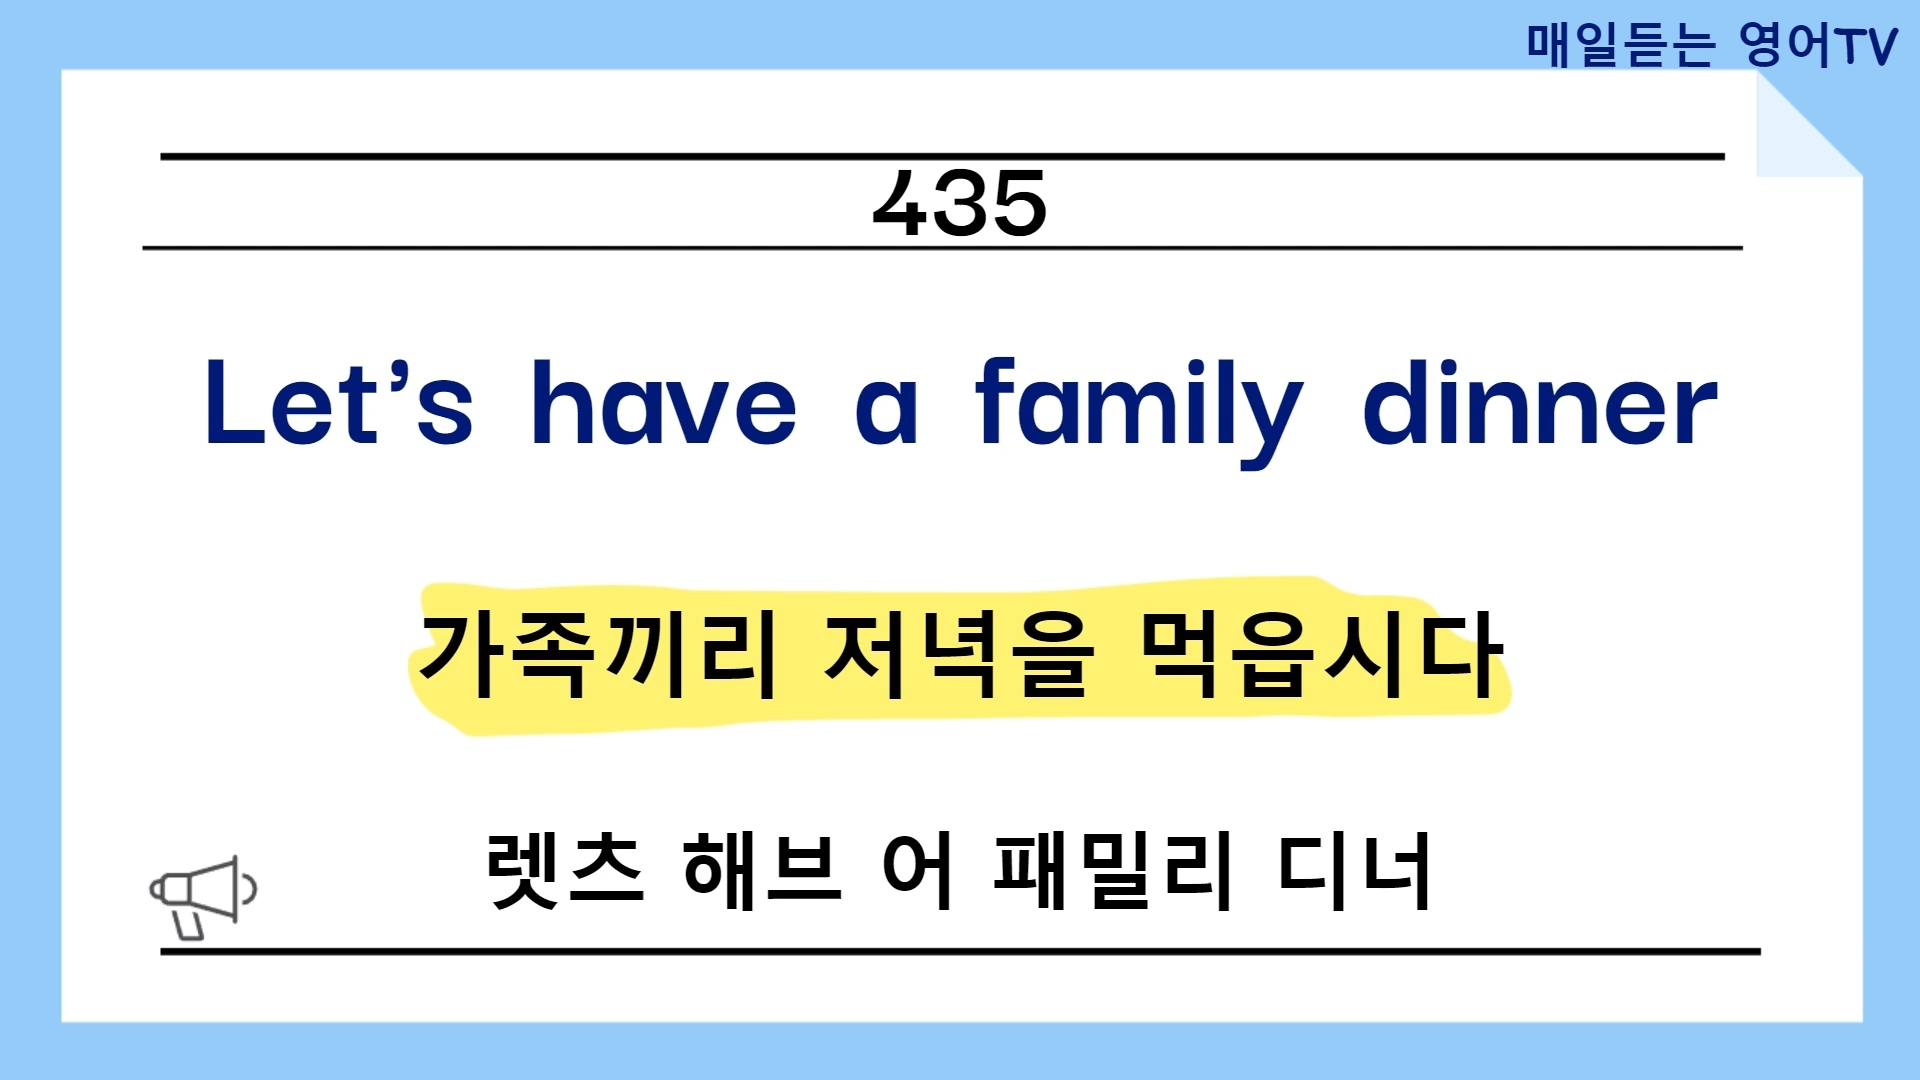 매일듣는 영어TV
435
Let’s have a family dinner
가족끼리 저녁을 먹읍시다
렛츠 해브 어 패밀리 디너